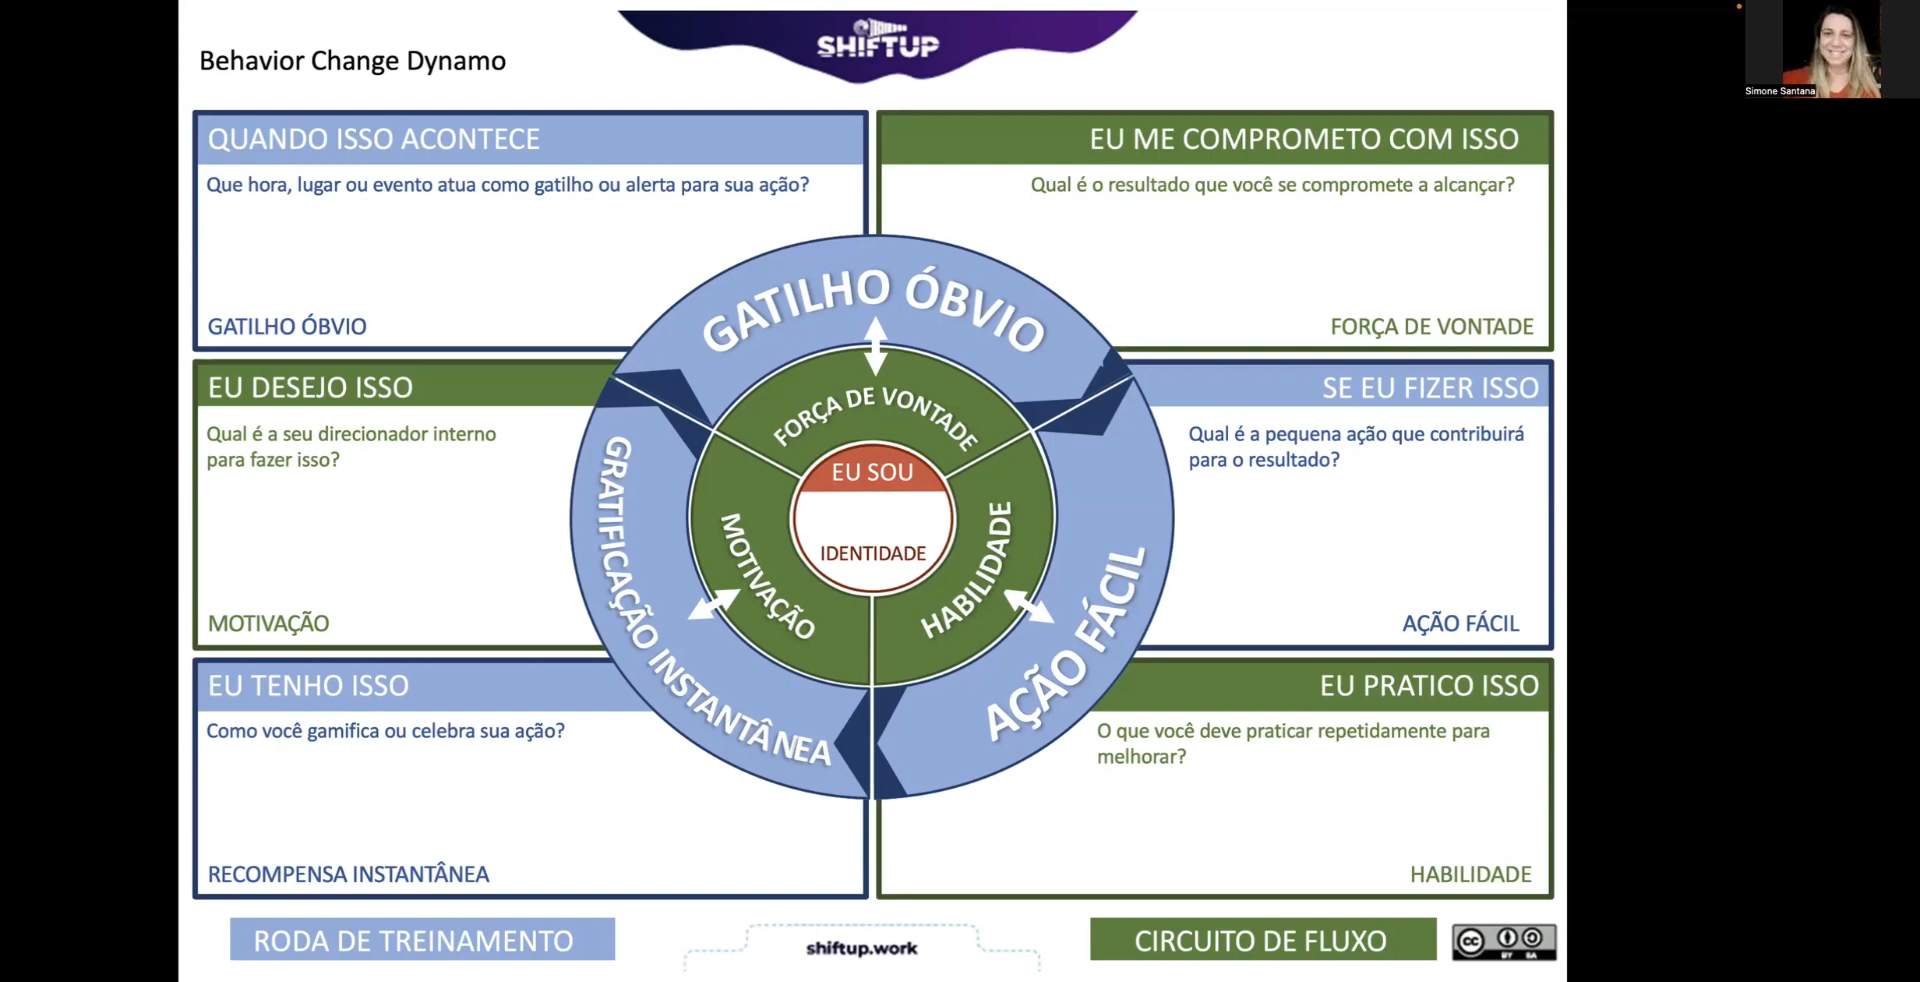 Behavior Change Dynamo
SHIFTUP
Simone Santana
QUANDO ISSO ACONTECE
Que hora, lugar ou evento atua como gatilho ou alerta para sua ação?
GATILHO ÓBVIO
EU ME COMPROMETO COM ISSO
Qual é o resultado que você se compromete a alcançar?
FORÇA DE VONTADE
EU DESEJO ISSO
Qual é a seu direcionador interno
para fazer isso?
MOTIVAÇÃO
SE EU FIZER ISSO
Qual é a pequena ação que contribuirá
para o resultado?
AÇÃO FÁCIL
EU TENHO ISSO
Como você gamifica ou celebra sua ação?
RECOMPENSA INSTANTÂNEA
EU PRATICO ISSO
O que você deve praticar repetidamente para
melhorar?
HABILIDADE
GATILHO ÓBVIO
AÇÃO FÁCIL
GRATIFICAÇÃO INSTANTÂNEA
FORÇA DE VONTADE
HABILIDADE
MOTIVAÇÃO
EU SOU
IDENTIDADE
RODA DE TREINAMENTO
shiftup.work
CIRCUITO DE FLUXO
cc
BY SA